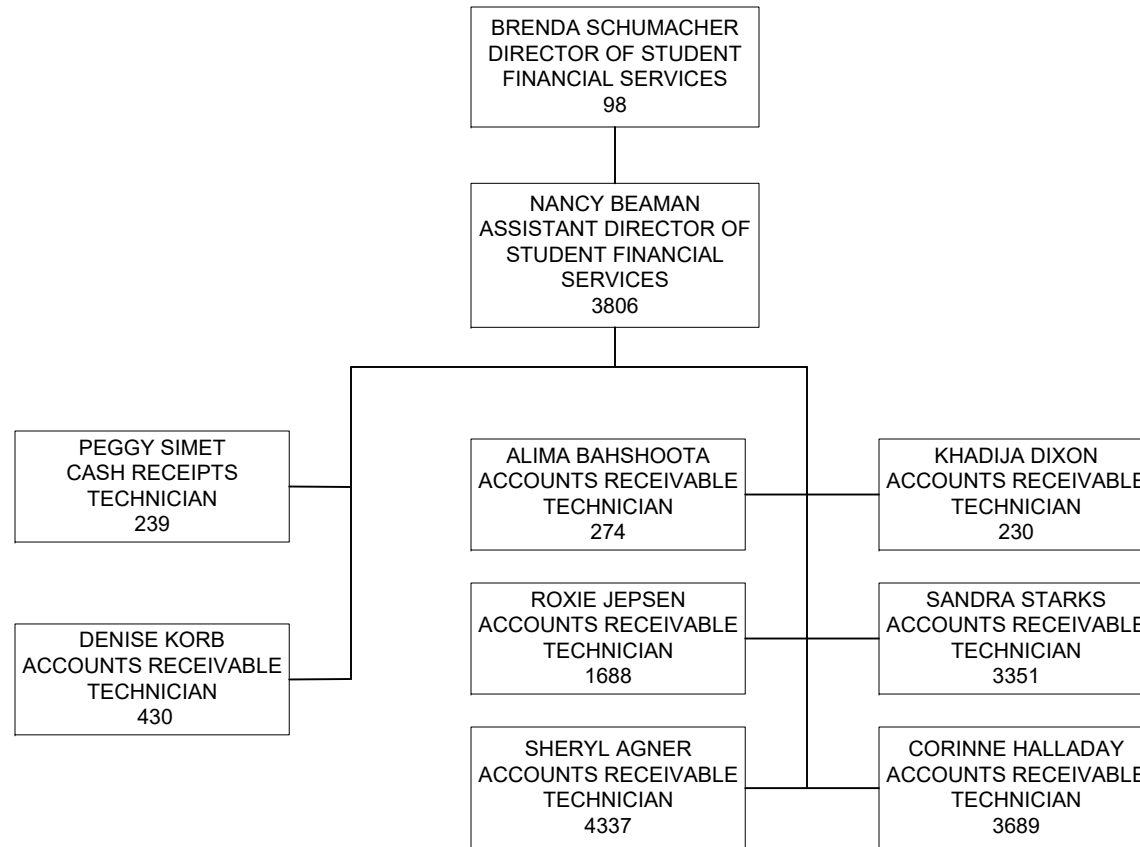 BRENDA SCHUMACHER
DIRECTOR OF STUDENT
FINANCIAL SERVICES
98
NANCY BEAMAN
ASSISTANT DIRECTOR OF
STUDENT FINANCIAL
SERVICES
3806
PEGGY SIMET
CASH RECEIPTS
TECHNICIAN
239
DENISE KORB
ACCOUNTS RECEIVABLE
TECHNICIAN
430
ALIMA BAHSHOOTA
ACCOUNTS RECEIVABLE
TECHNICIAN
274
KHADIJA DIXON
ACCOUNTS RECEIVABLE
TECHNICIAN
230
ROXIE JEPSEN
ACCOUNTS RECEIVABLE
TECHNICIAN
1688
SANDRA STARKS
ACCOUNTS RECEIVABLE
TECHNICIAN
3351
SHERYL AGNER
ACCOUNTS RECEIVABLE
TECHNICIAN
4337
CORINNE HALLADAY
ACCOUNTS RECEIVABLE
TECHNICIAN
3689